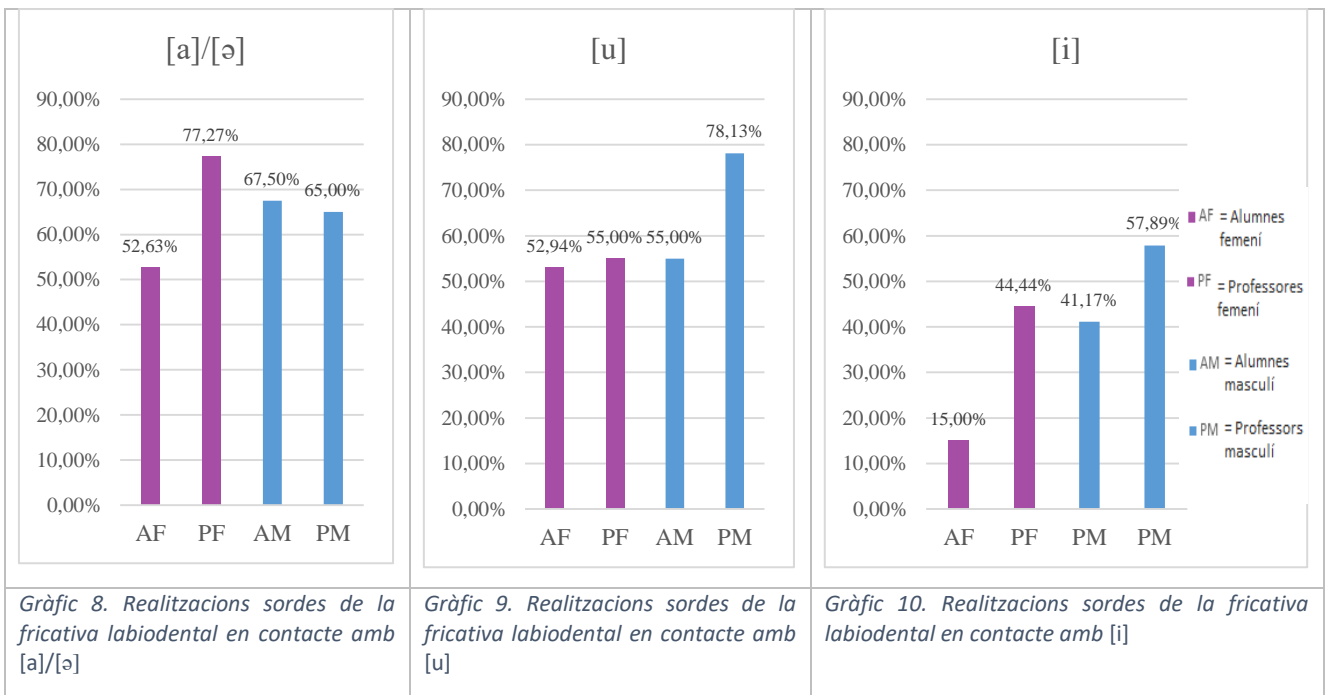 [a]/[ə]
90,00%
80,00%
70,00%
60,00%
50,00%
40,00%
30,00%
20,00%
10,00%
0,00%
52,63%
77,27%
67,50%
65,00%
AF PF AM PM
Gràfic 8. Realitzacions sordes de la
fricativa labiodental en contacte amb
[a]/[ə]
[u]
90,00%
80,00%
70,00%
60,00%
50,00%
40,00%
30,00%
20,00%
10,00%
0,00%
52,94%
55,00%
55,00%
78,13%
AF PF AM PM
Gràfic 9. Realitzacions sordes de la
fricativa labiodental en contacte amb
[u]
[i]
90,00%
80,00%
70,00%
60,00%
50,00%
40,00%
30,00%
20,00%
10,00%
0,00%
15,00%
44,44%
41,17%
57,89%
AF PF PM PM
AF = Alumnes
femení
PF = Professores
femení
AM = Alumnes
masculí
PM = Professors
masculí
Gràfic 10. Realitzacions sordes de la fricativa
labiodental en contacte amb [i]